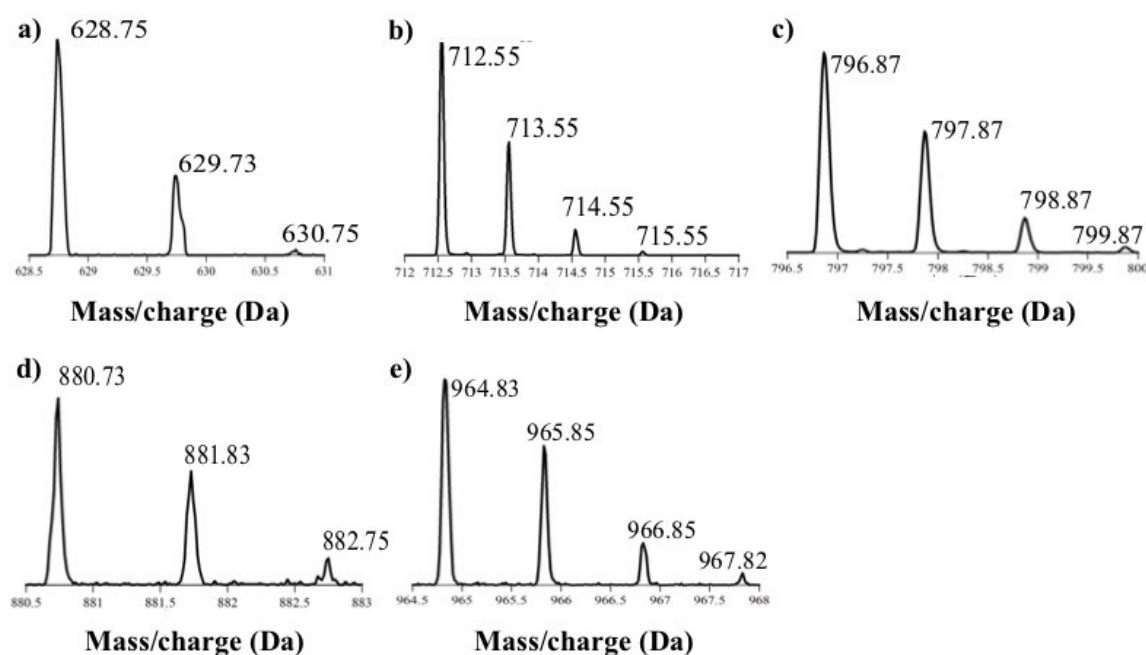 a) 628.75
629.73
630.75
628.5 629 629.5 630 630.5 631
Mass/charge (Da)
b) 712.55
713.55
714.55
715.55
712 712.5 713 713.5 714 714.5 715 715.5 716 716.5 717
Mass/charge (Da)
c) 796.87
797.87
798.87
799.87
796.5 797 797.5 798 798.5 799 799.5 800
Mass/charge (Da)
d) 880.73
881.83
882.75
880.5 881 881.5 882 882.5 883
Mass/charge (Da)
e) 964.83
965.85
966.85
967.82
964.5 965 965.5 966 966.5 967 967.5 968
Mass/charge (Da)